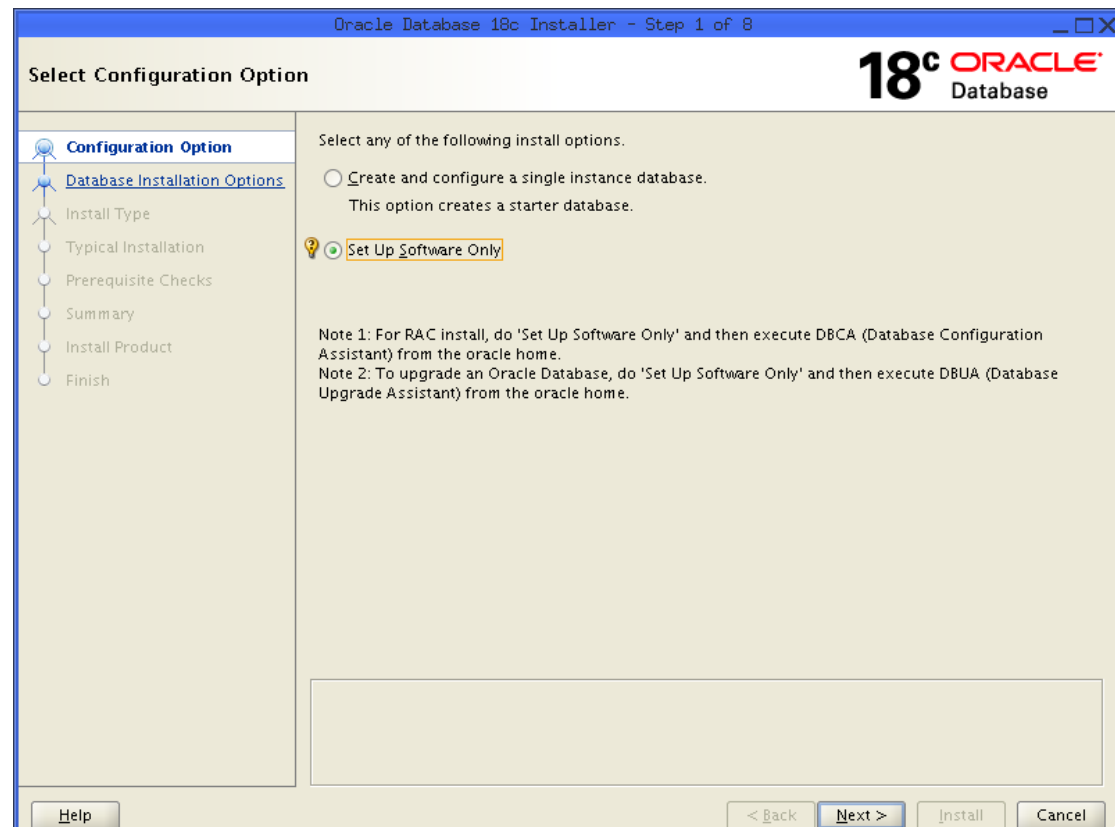 Oracle Database 18c Installer - Step 1 of 8
Select Configuration Option
18c ORACLE
Database
Configuration Option
Database Installation Options
Install Type
Typical Installation
Prerequisite Checks
Summary
Install Product
Finish
Select any of the following install options.
Create and configure a single instance database.
This option creates a starter database.
Set Up Software Only
Note 1: For RAC install, do 'Set Up Software Only' and then execute DBCA (Database Configuration
Assistant) from the oracle home.
Note 2: To upgrade an Oracle Database, do 'Set Up Software Only' and then execute DBUA (Database
Upgrade Assistant) from the oracle home.
Help
< Back
Next >
Install
Cancel